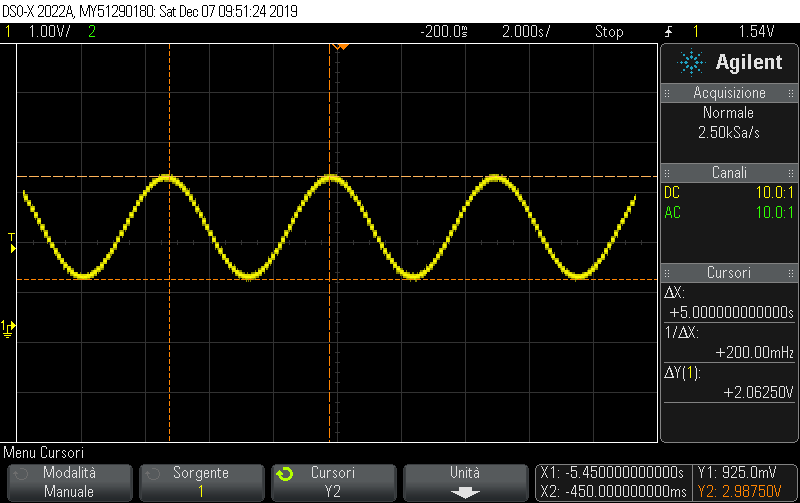 DSO-X 2022A, MY51290180: Sat Dec 07 09:51:24 2019
1 1.00V/ 2 -200.0ms 2.000s/ Stop 1 1.54V
Agilent
Acquisizione
Normale
2.50kSa/s
Canali
DC 10.0:1
AC 10.0:1
Cursori
ΔX:
+5.000000000000s
1/ΔX:
+200.00mHz
ΔY(1):
+2.06250V
T
1
Menu Cursori
Modalità
Manuale
Sorgente
1
Cursori
Y2
Unità
X1: -5.450000000000s
X2: -450.000000000ms
Y1: 925.0mV
Y2: 2.98750V